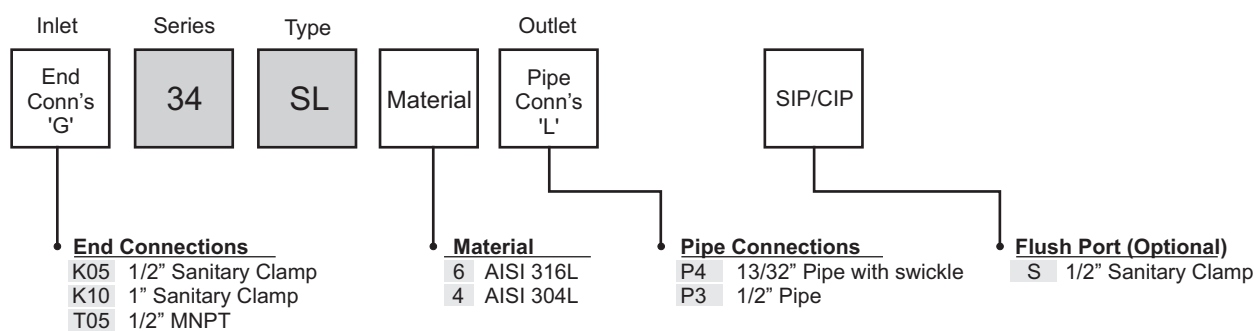 Inlet
Series
Type
Outlet
End
Conn's
'G'
34
SL
Material
Pipe
Conn's
'L'
SIP/CIP
End Connections
K05 1/2” Sanitary Clamp
K10 1” Sanitary Clamp
T05 1/2” MNPT
Material
6 AISI 316L
4 AISI 304L
Pipe Connections
P4 13/32” Pipe with swickle
P3 1/2” Pipe
Flush Port (Optional)
S 1/2” Sanitary Clamp